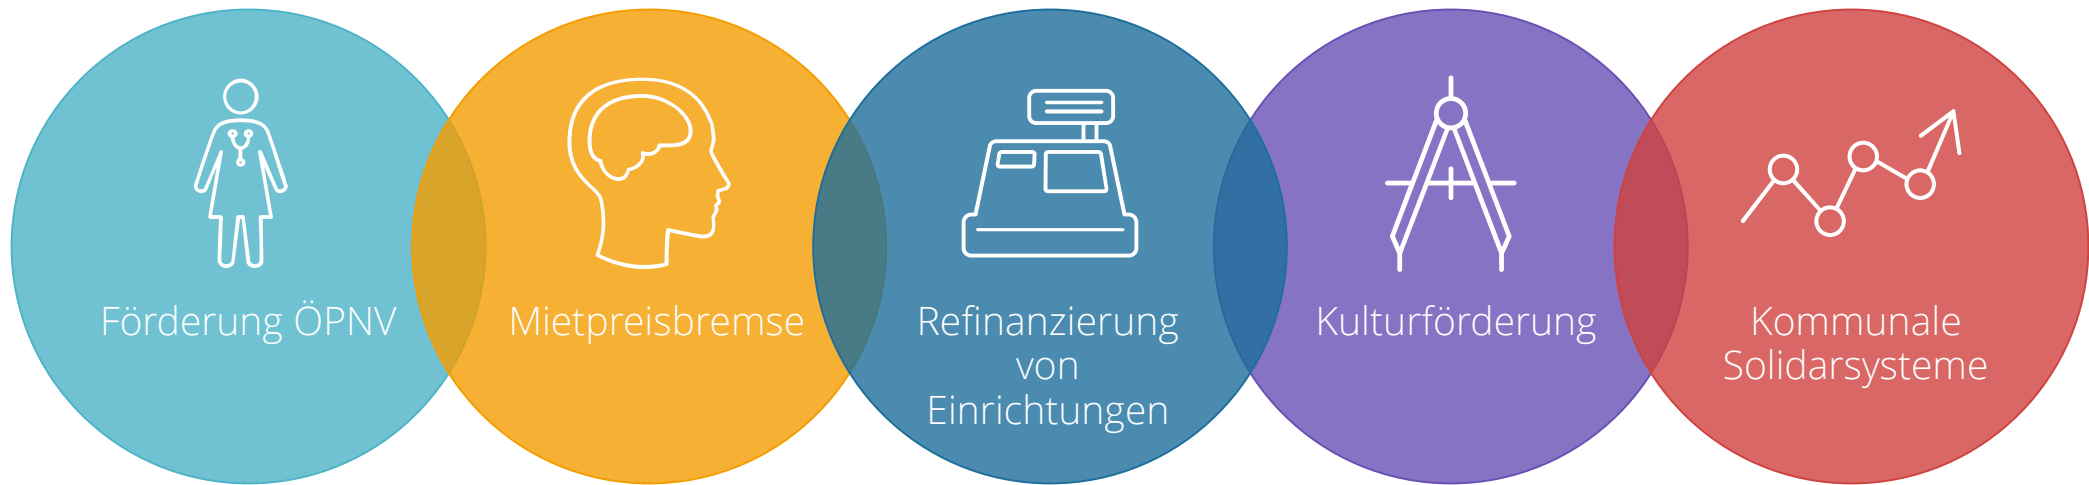 Förderung ÖPNV
Mietpreisbremse
Refinanzierung
von
Einrichtungen
Kulturförderung
Kommunale
Solidarsysteme